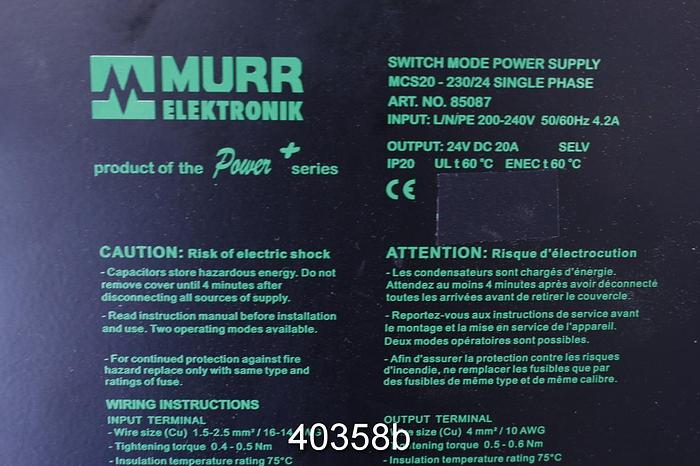 MURR
ELEKTRONIK
product of the Power + series
SWITCH MODE POWER SUPPLY
MCS20 - 230/24 SINGLE PHASE
ART. NO. 85087
INPUT: L/N/PE 200-240V 50/60Hz 4.2A
OUTPUT: 24V DC 20A SELV
IP20 UL t 60 °C ENEC t 60 °C
CE
CAUTION: Risk of electric shock
- Capacitors store hazardous energy. Do not
remove cover until 4 minutes after
disconnecting all sources of supply.
- Read instruction manual before installation
and use. Two operating modes available.
- For continued protection against fire
hazard replace only with same type and
ratings of fuse.
WIRING INSTRUCTIONS
INPUT TERMINAL
- Wire size (Cu) 1.5-2.5 mm² / 16-14
- Tightening torque 0.4 - 0.5 Nm
- Insulation temperature rating 75°C
ATTENTION: Risque d'électrocution
- Les condensateurs sont chargés d'énergie.
Attendez au moins 4 minutes après avoir déconnecté
toutes les arrivées avant de retirer le couvercle.
- Reportez-vous aux instructions de service avant
le montage et la mise en service de l'appareil.
Deux modes opératoires sont possibles.
- Afin d'assurer la protection contre les risques
d'incendie, ne remplacer les fusibles que par
des fusibles de même type et de même calibre.
OUTPUT TERMINAL
- Wire size (Cu) 4 mm² / 10 AWG
- Tightening torque 0.5 - 0.6 Nm
- Insulation temperature rating 75°C
40358b